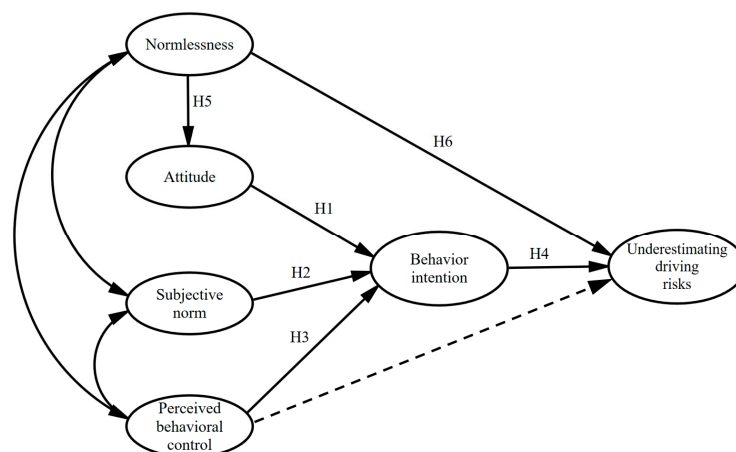 Normlessness
H5
H6
Attitude
H1
Behavior
intention
H4
Underestimating
driving
risks
H2
Subjective
norm
H3
Perceived
behavioral
control